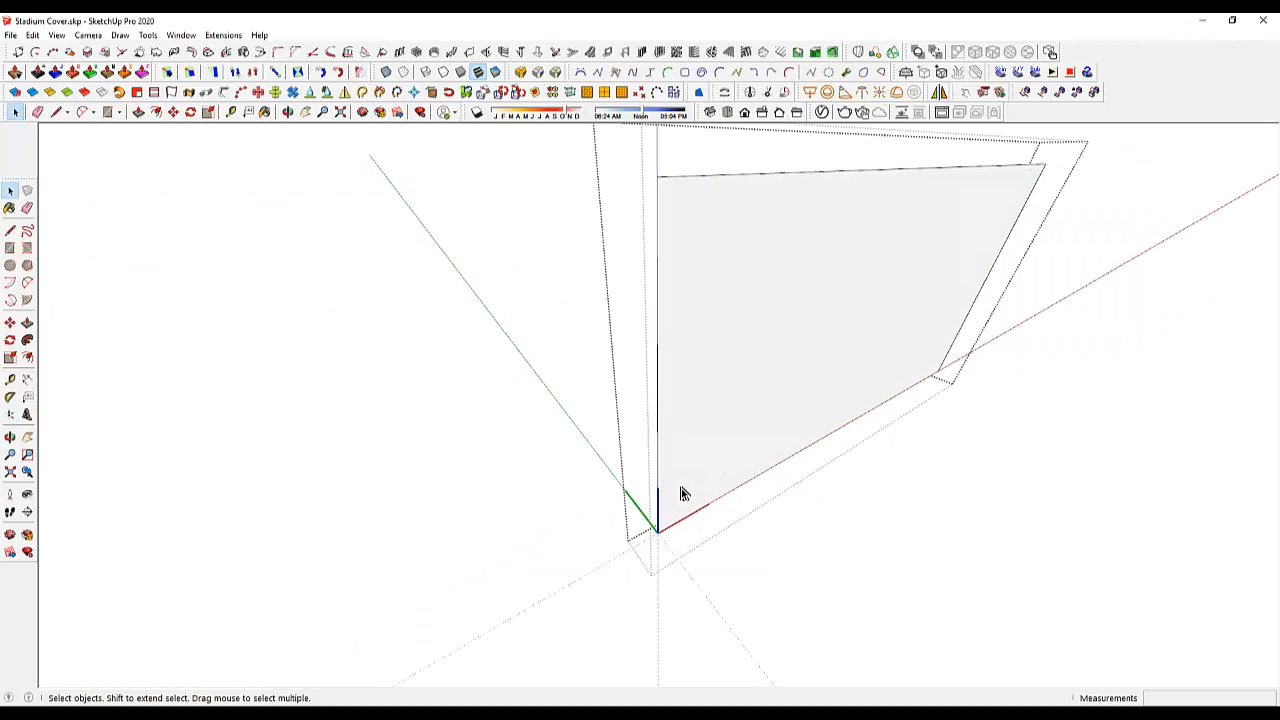 Stadium Cover.skp - SketchUp Pro 2020
File Edit View Camera Draw Tools Window Extensions Help
J F M A M J J A S O N D 06:24 AM Noon 05:04 PM
Select objects. Shift to extend select. Drag mouse to select multiple. Measurements